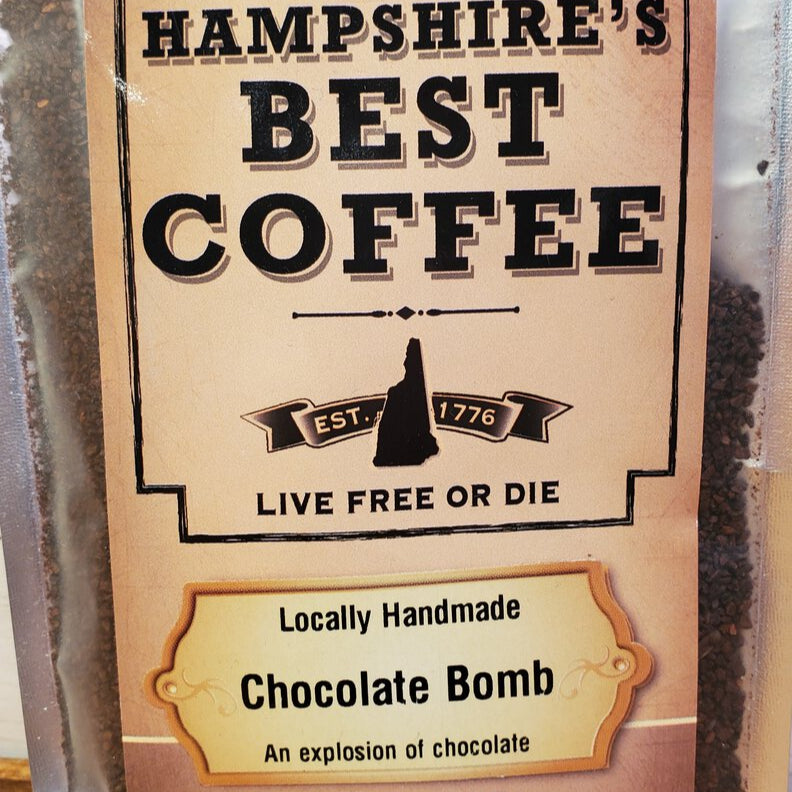 HAMPSHIRE'S
BEST
COFFEE
EST. 1776
LIVE FREE OR DIE
Locally Handmade
Chocolate Bomb
An explosion of chocolate